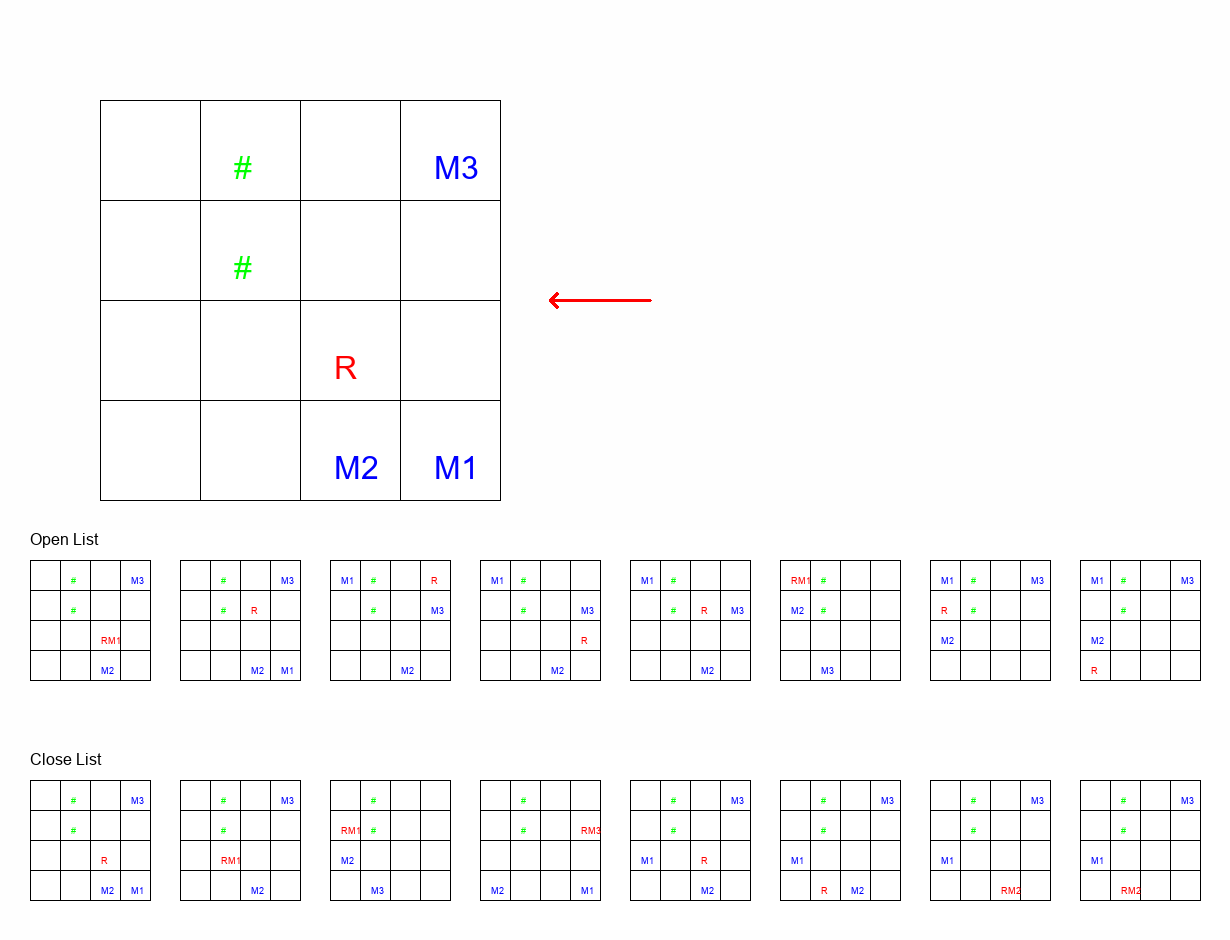 # M3
#
R
M2 M1
Open List
# M3 # M3 M1 # R M1 # M1 # RM1 # M1 # M3 M1 # M3
# # R # M3 # M3 # R M3 M2 # R # #
RM1 R M2 M2
M2 M2 M1 M2 M2 M2 M3 R
Close List
# M3 # M3 # # # M3 # M3 # M3 # M3
# # RM1 # # RM3 # # # #
R RM1 M2 M1 R M1 M1 M1
M2 M1 M2 M3 M2 M1 M2 R M2 RM2 RM2